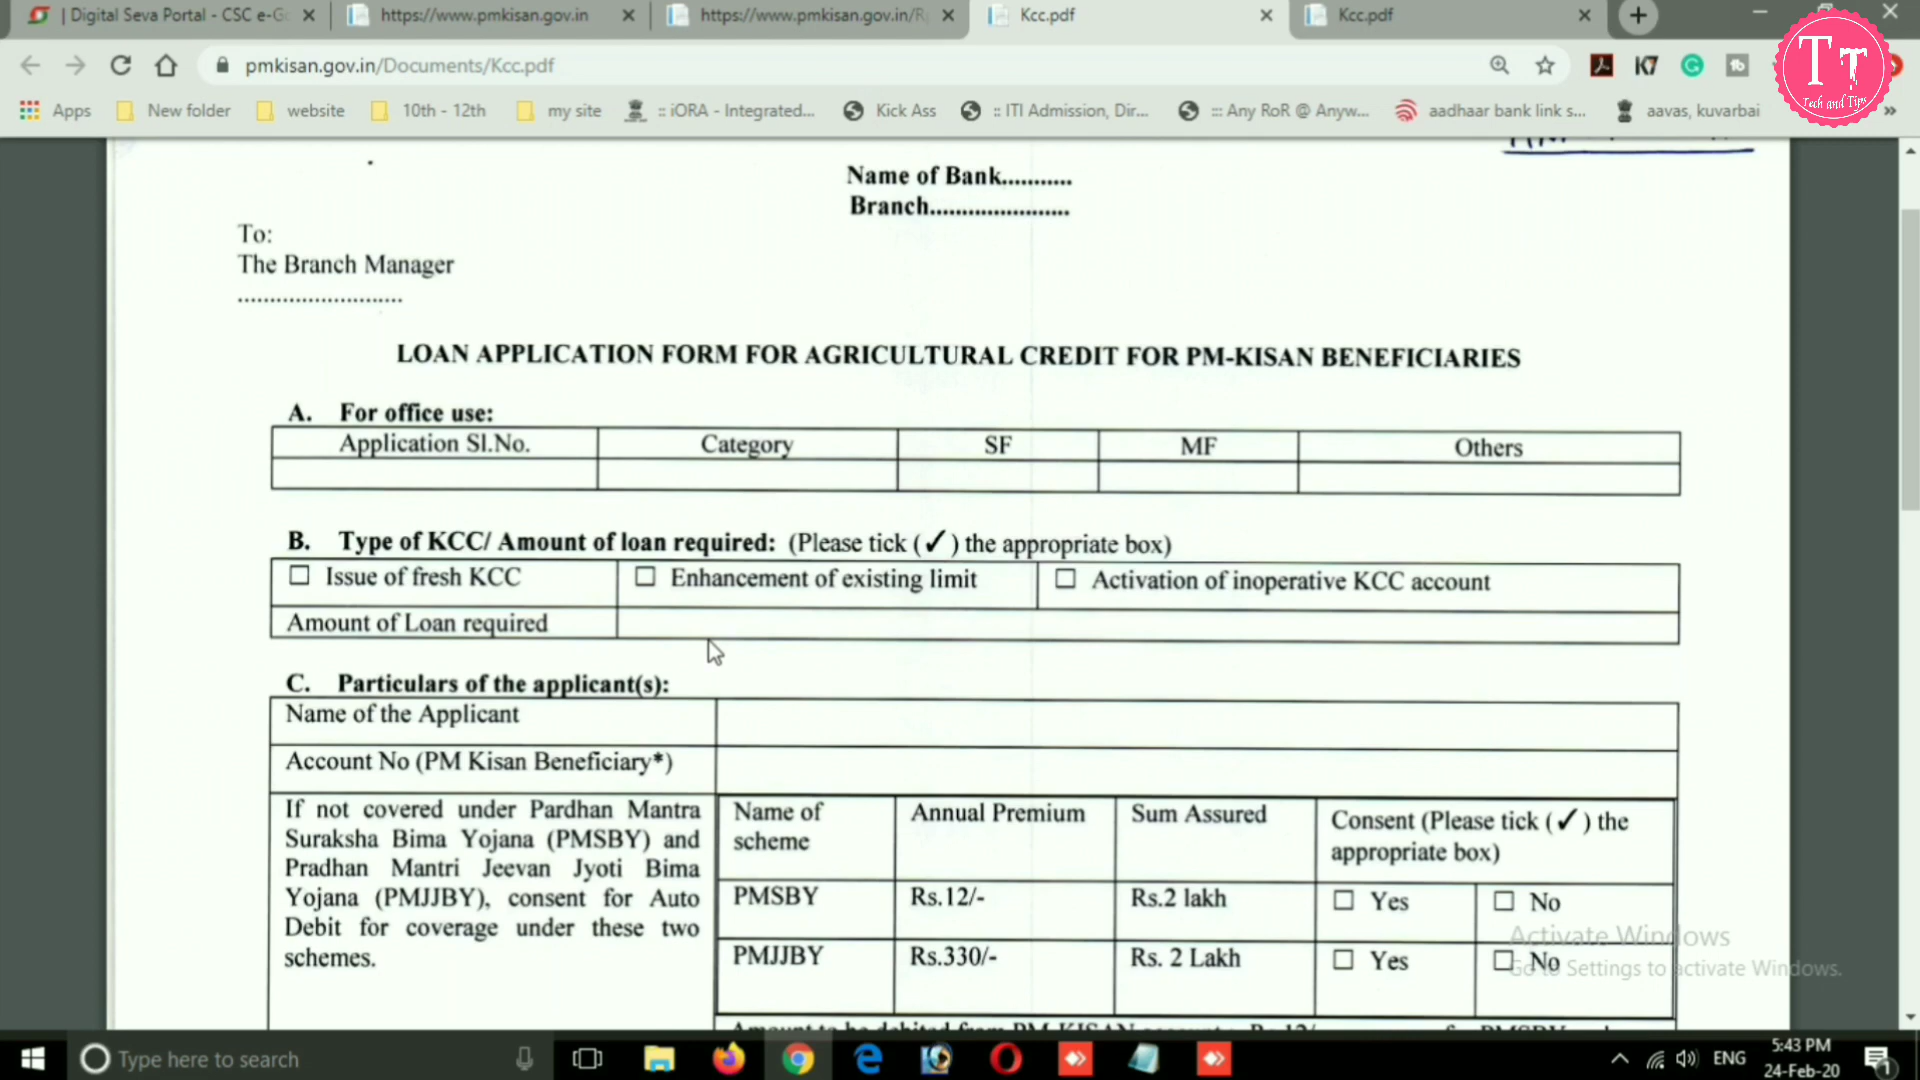 | Digital Seva Portal - CSC e-Go
https://www.pmkisan.gov.in
https://www.pmkisan.gov.in/R
Kcc.pdf
Kcc.pdf
pmkisan.gov.in/Documents/Kcc.pdf
Tt
Tech and Tips
Apps
New folder
website
10th - 12th
my site
:: iORA - Integrated...
Kick Ass
:: ITI Admission, Dir...
::: Any RoR @ Anyw...
aadhaar bank link s...
aavas, kuvarbai
»
Name of Bank...........
Branch......................
To:
The Branch Manager
..........................
LOAN APPLICATION FORM FOR AGRICULTURAL CREDIT FOR PM-KISAN BENEFICIARIES
A. For office use:
Application Sl.No. Category SF MF Others
B. Type of KCC/ Amount of loan required: (Please tick (✓) the appropriate box)
☐ Issue of fresh KCC ☐ Enhancement of existing limit ☐ Activation of inoperative KCC account
Amount of Loan required
C. Particulars of the applicant(s):
Name of the Applicant
Account No (PM Kisan Beneficiary*)
If not covered under Pardhan Mantra
Suraksha Bima Yojana (PMSBY) and
Pradhan Mantri Jeevan Jyoti Bima
Yojana (PMJJBY), consent for Auto
Debit for coverage under these two
schemes.
Name of
scheme
Annual Premium
Sum Assured
Consent (Please tick (✓) the
appropriate box)
PMSBY Rs.12/- Rs.2 lakh ☐ Yes ☐ No
PMJJBY Rs.330/- Rs. 2 Lakh ☐ Yes ☐ No
Activate Windows
Go to Settings to activate Windows.
Type here to search
ENG
5:43 PM
24-Feb-20
1